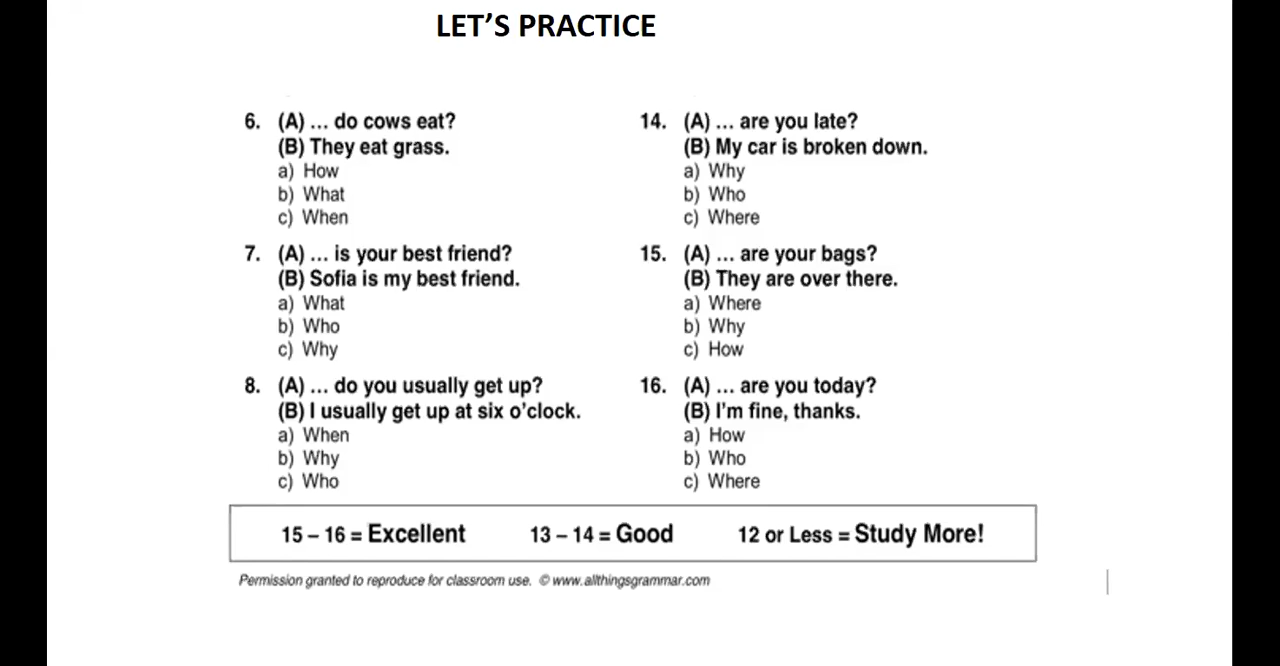 LET'S PRACTICE
6. (A) ... do cows eat?
(B) They eat grass.
a) How
b) What
c) When
7. (A) ... is your best friend?
(B) Sofia is my best friend.
a) What
b) Who
c) Why
8. (A) ... do you usually get up?
(B) I usually get up at six o'clock.
a) When
b) Why
c) Who
14. (A) ... are you late?
(B) My car is broken down.
a) Why
b) Who
c) Where
15. (A) ... are your bags?
(B) They are over there.
a) Where
b) Why
c) How
16. (A) ... are you today?
(B) I'm fine, thanks.
a) How
b) Who
c) Where
15 – 16 = Excellent 13 – 14 = Good 12 or Less = Study More!
Permission granted to reproduce for classroom use. © www.allthingsgrammar.com